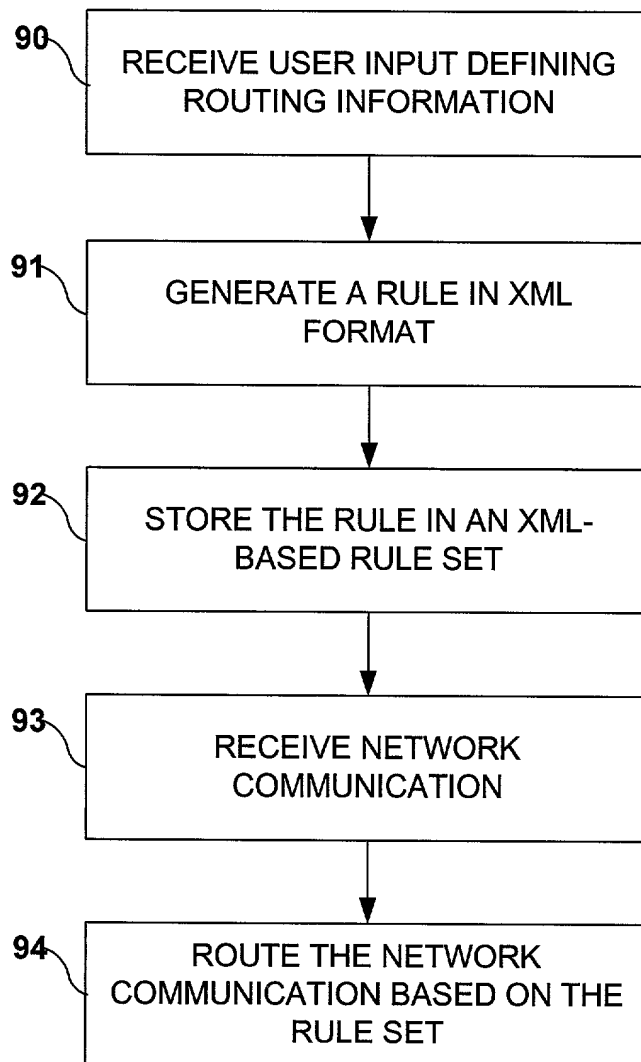 90
RECEIVE USER INPUT DEFINING
ROUTING INFORMATION
91
GENERATE A RULE IN XML
FORMAT
92
STORE THE RULE IN AN XML-
BASED RULE SET
93
RECEIVE NETWORK
COMMUNICATION
94
ROUTE THE NETWORK
COMMUNICATION BASED ON THE
RULE SET